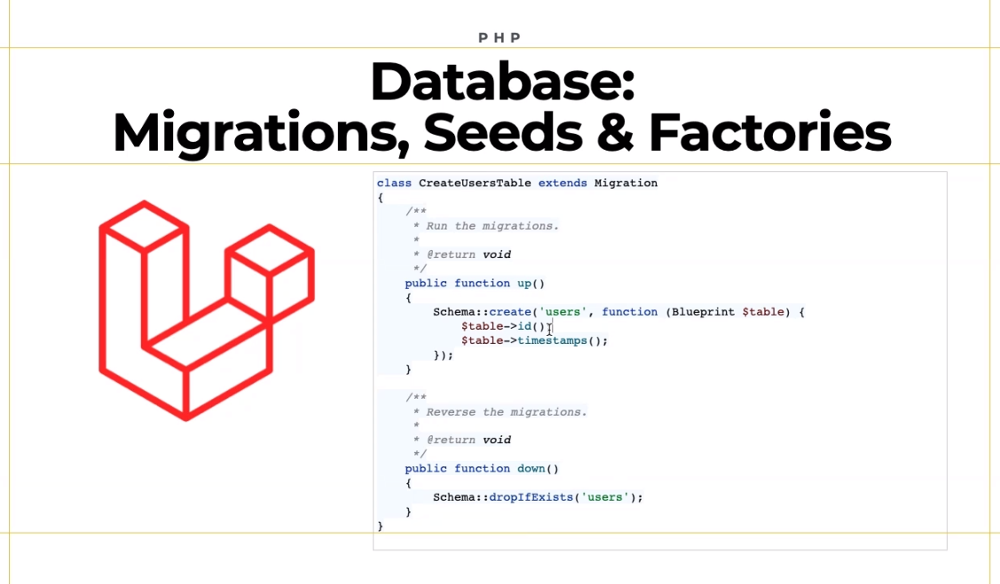 PHP
Database:
Migrations, Seeds & Factories
class CreateUsersTable extends Migration
{
    /**
     * Run the migrations.
     *
     * @return void
     */
    public function up()
    {
        Schema::create('users', function (Blueprint $table) {
            $table->id();
            $table->timestamps();
        });
    }

    /**
     * Reverse the migrations.
     *
     * @return void
     */
    public function down()
    {
        Schema::dropIfExists('users');
    }
}